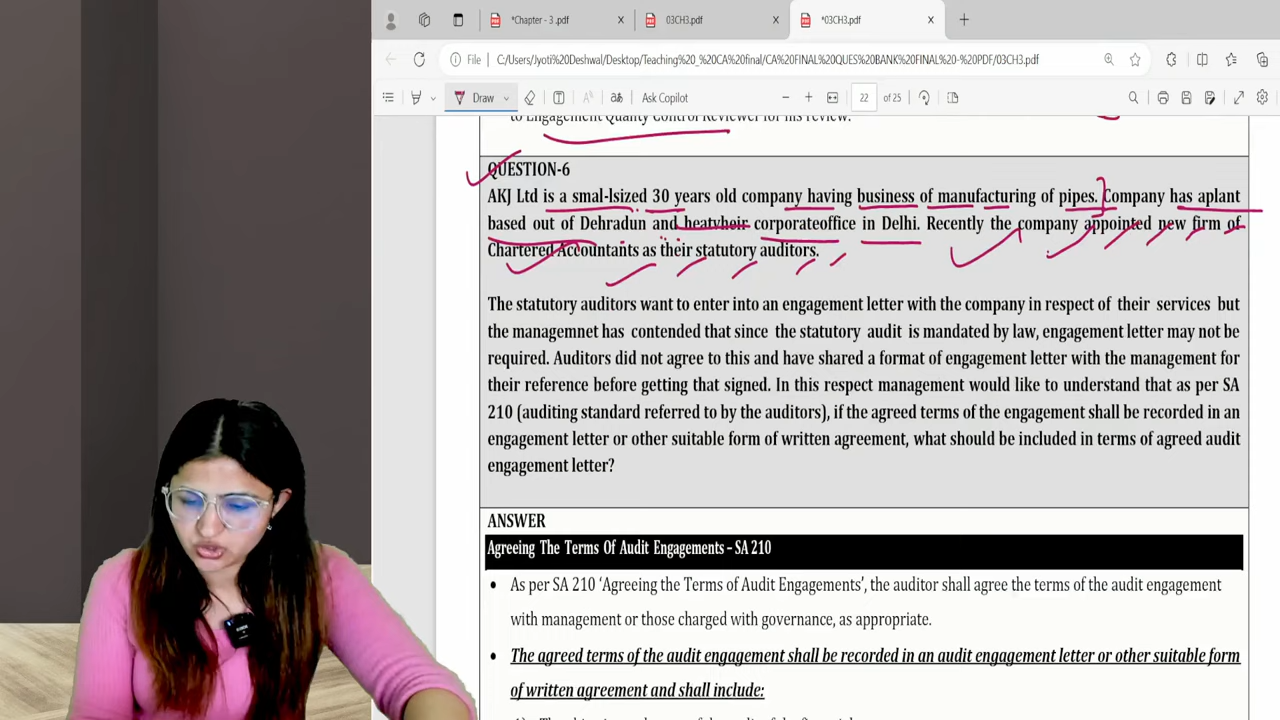 *Chapter - 3 .pdf
03CH3.pdf
*03CH3.pdf
File
C:/Users/Jyoti%20Deshwal/Desktop/Teaching%20_%20CA%20final/CA%20FINAL%20QUES%20BANK%20FINAL%20-%20PDF/03CH3.pdf
Draw
Ask Copilot
22 of 25
to Engagement Quality Control Reviewer for his review.
QUESTION-6
AKJ Ltd is a smal-lsized 30 years old company having business of manufacturing of pipes. Company has aplant
based out of Dehradun and heatyheir corporateoffice in Delhi. Recently the company appointed new firm of
Chartered Accountants as their statutory auditors.
The statutory auditors want to enter into an engagement letter with the company in respect of their services but
the managemnet has contended that since the statutory audit is mandated by law, engagement letter may not be
required. Auditors did not agree to this and have shared a format of engagement letter with the management for
their reference before getting that signed. In this respect management would like to understand that as per SA
210 (auditing standard referred to by the auditors), if the agreed terms of the engagement shall be recorded in an
engagement letter or other suitable form of written agreement, what should be included in terms of agreed audit
engagement letter?
ANSWER
Agreeing The Terms Of Audit Engagements – SA 210
• As per SA 210 ‘Agreeing the Terms of Audit Engagements’, the auditor shall agree the terms of the audit engagement
with management or those charged with governance, as appropriate.
• The agreed terms of the audit engagement shall be recorded in an audit engagement letter or other suitable form
of written agreement and shall include: